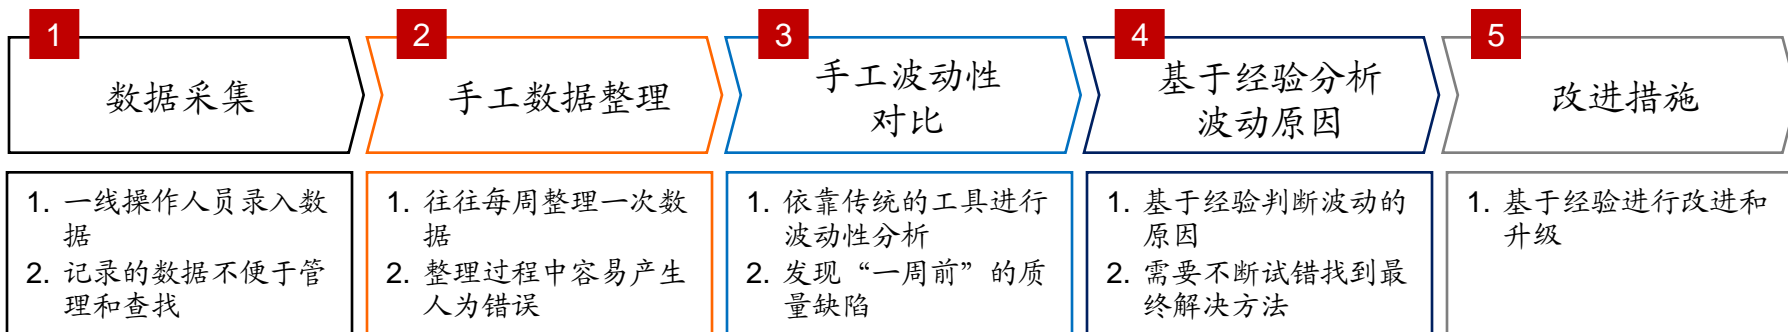 1
数据采集
2
手工数据整理
3
手工波动性
对比
4
基于经验分析
波动原因
5
改进措施
1. 一线操作人员录入数
据
2. 记录的数据不便于管
理和查找
1. 往往每周整理一次数
据
2. 整理过程中容易产生
人为错误
1. 依靠传统的工具进行
波动性分析
2. 发现“一周前”的质
量缺陷
1. 基于经验判断波动的
原因
2. 需要不断试错找到最
终解决方法
1. 基于经验进行改进和
升级